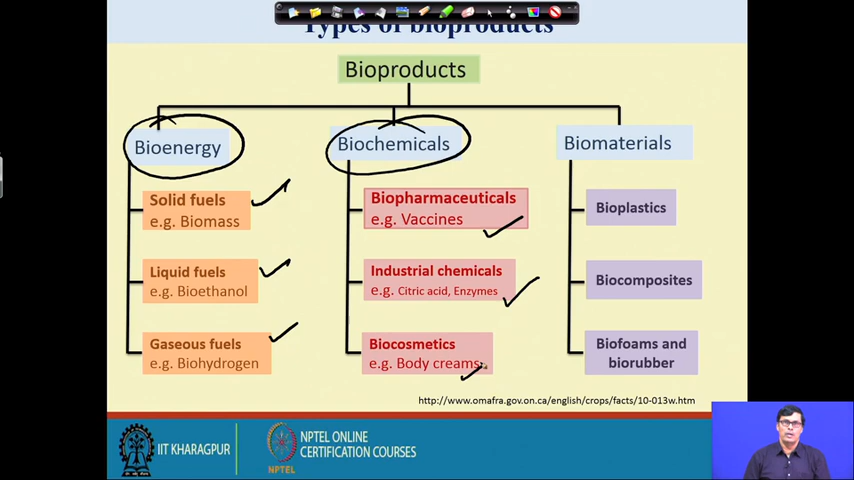 Types of bioproducts
Bioproducts
Bioenergy
Biochemicals
Biomaterials
Solid fuels
e.g. Biomass
Liquid fuels
e.g. Bioethanol
Gaseous fuels
e.g. Biohydrogen
Biopharmaceuticals
e.g. Vaccines
Industrial chemicals
e.g. Citric acid, Enzymes
Biocosmetics
e.g. Body creams
Bioplastics
Biocomposites
Biofoams and
biorubber
http://www.omafra.gov.on.ca/english/crops/facts/10-013w.htm
IIT KHARAGPUR
NPTEL
NPTEL ONLINE
CERTIFICATION COURSES